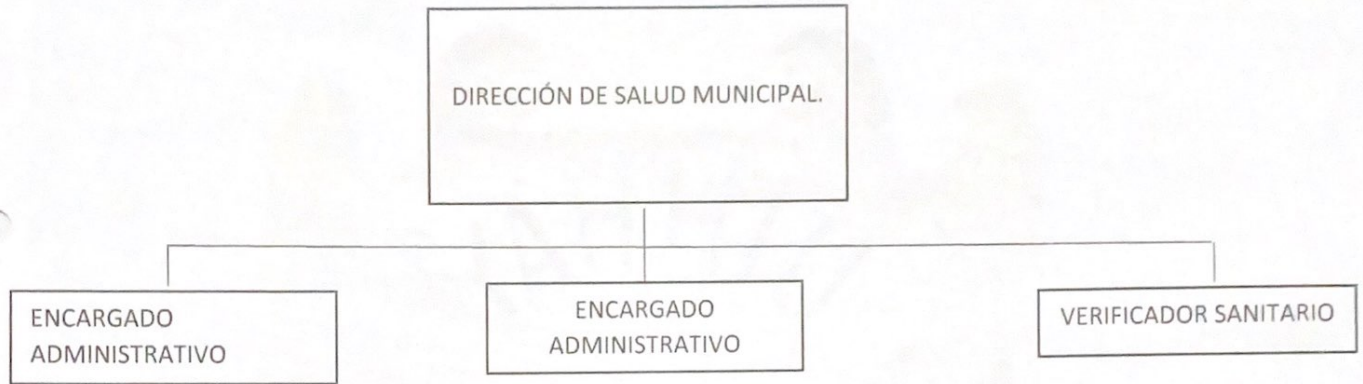 DIRECCIÓN DE SALUD MUNICIPAL.
ENCARGADO
ADMINISTRATIVO
ENCARGADO
ADMINISTRATIVO
VERIFICADOR SANITARIO